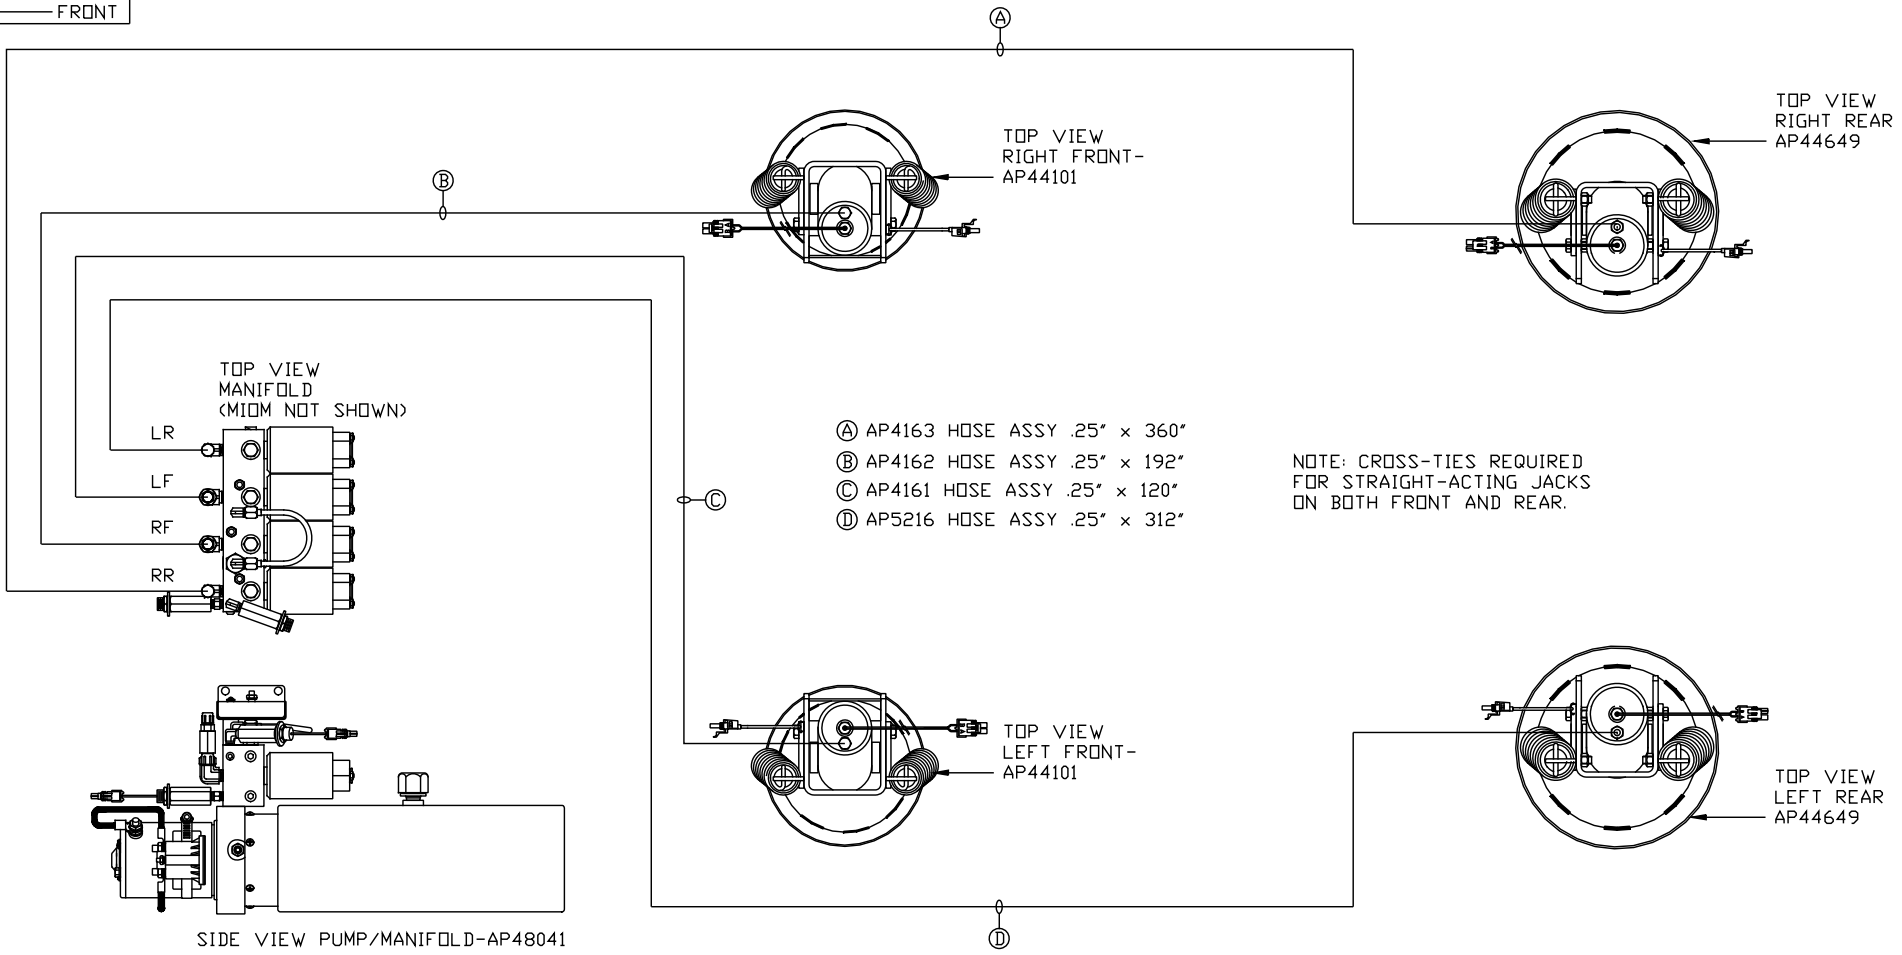 FRONT
A
TOP VIEW
RIGHT REAR
AP44649
TOP VIEW
RIGHT FRONT-
AP44101
B
TOP VIEW
MANIFOLD
(MIOM NOT SHOWN)
LR
LF
RF
RR
C
A AP4163 HOSE ASSY .25" x 360"
B AP4162 HOSE ASSY .25" x 192"
C AP4161 HOSE ASSY .25" x 120"
D AP5216 HOSE ASSY .25" x 312"
NOTE: CROSS-TIES REQUIRED
FOR STRAIGHT-ACTING JACKS
ON BOTH FRONT AND REAR.
TOP VIEW
LEFT FRONT-
AP44101
TOP VIEW
LEFT REAR
AP44649
SIDE VIEW PUMP/MANIFOLD-AP48041
D